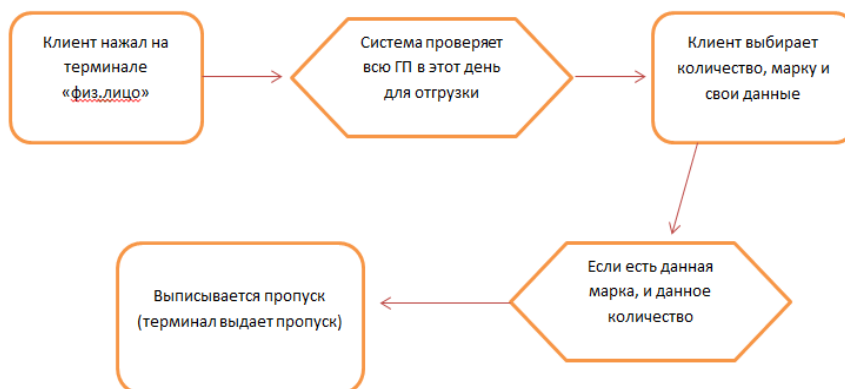 Клиент нажал на
терминале
«физ.лицо»
Система проверяет
всю ГП в этот день
для отгрузки
Клиент выбирает
количество, марку и
свои данные
Если есть данная
марка, и данное
количество
Выписывается пропуск
(терминал выдает пропуск)